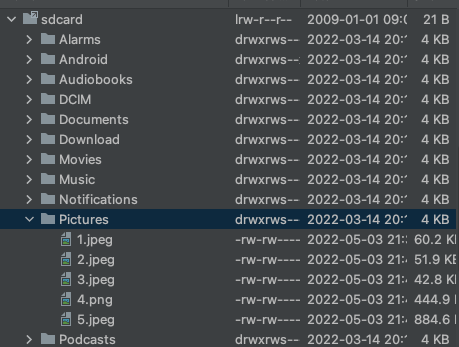 sdcard lrw-r--r-- 2009-01-01 09:0 21 B
Alarms drwxrws-- 2022-03-14 20: 4 KB
Android drwxrws-- 2022-03-14 20: 4 KB
Audiobooks drwxrws-- 2022-03-14 20: 4 KB
DCIM drwxrws-- 2022-03-14 20: 4 KB
Documents drwxrws-- 2022-03-14 20: 4 KB
Download drwxrws-- 2022-03-14 20: 4 KB
Movies drwxrws-- 2022-03-14 20: 4 KB
Music drwxrws-- 2022-03-14 20: 4 KB
Notifications drwxrws-- 2022-03-14 20: 4 KB
Pictures drwxrws-- 2022-03-14 20: 4 KB
1.jpeg -rw-rw---- 2022-05-03 21: 60.2 K
2.jpeg -rw-rw---- 2022-05-03 21: 51.9 KB
3.jpeg -rw-rw---- 2022-05-03 21: 42.8 K
4.png -rw-rw---- 2022-05-03 21: 444.9
5.jpeg -rw-rw---- 2022-05-03 21: 884.6
Podcasts drwxrws-- 2022-03-14 20: 4 KB